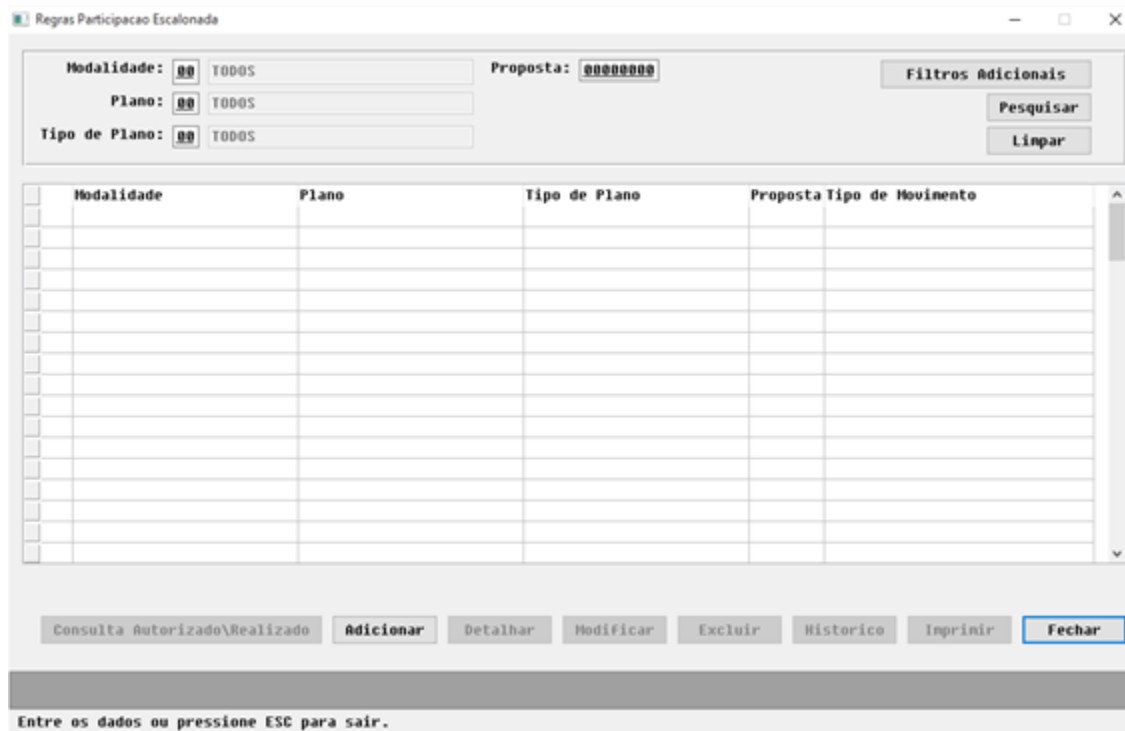 Regras Participacao Escalonada
Modalidade: 00 TODOS Proposta: 00000000 Filtros Adicionais
Plano: 00 TODOS Pesquisar
Tipo de Plano: 00 TODOS Limpar
Modalidade Plano Tipo de Plano Proposta Tipo de Movimento
Consulta Autorizado\Realizado Adicionar Detalhar Modificar Excluir Historico Imprimir Fechar
Entre os dados ou pressione ESC para sair.